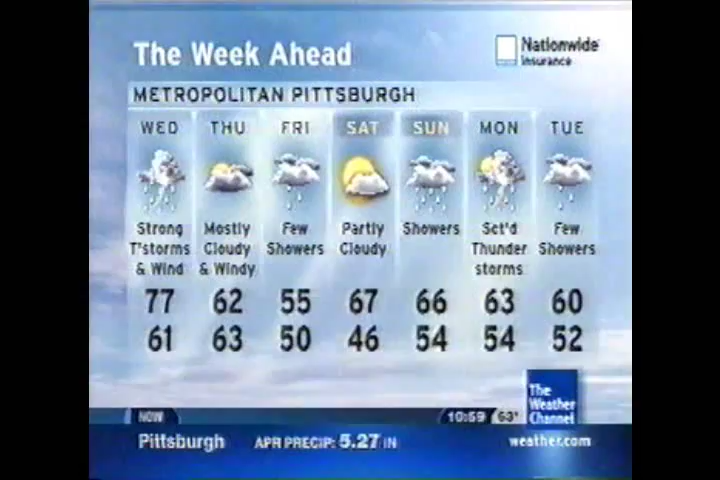 The Week Ahead
Nationwide
Insurance
METROPOLITAN PITTSBURGH
WED THU FRI SAT SUN MON TUE
Strong Mostly Few Partly Showers Sct'd Few
T'storms Cloudy Showers Cloudy Thunder Showers
& Wind & Windy storms
77 62 55 67 66 63 60
61 63 50 46 54 54 52
The
Weather
Channel
NOW 10:59 63°
Pittsburgh APR PRECIP: 5.27 IN weather.com